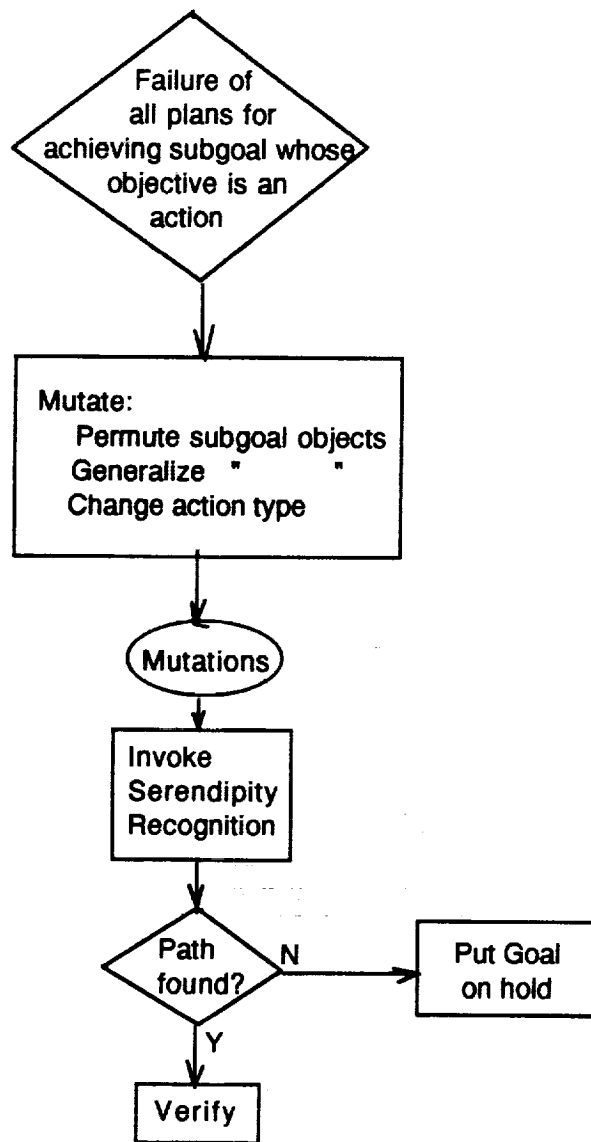 Failure of
all plans for
achieving subgoal whose
objective is an
action
Mutate:
Permute subgoal objects
Generalize " "
Change action type
Mutations
Invoke
Serendipity
Recognition
Path
found?
N
Put Goal
on hold
Y
Verify